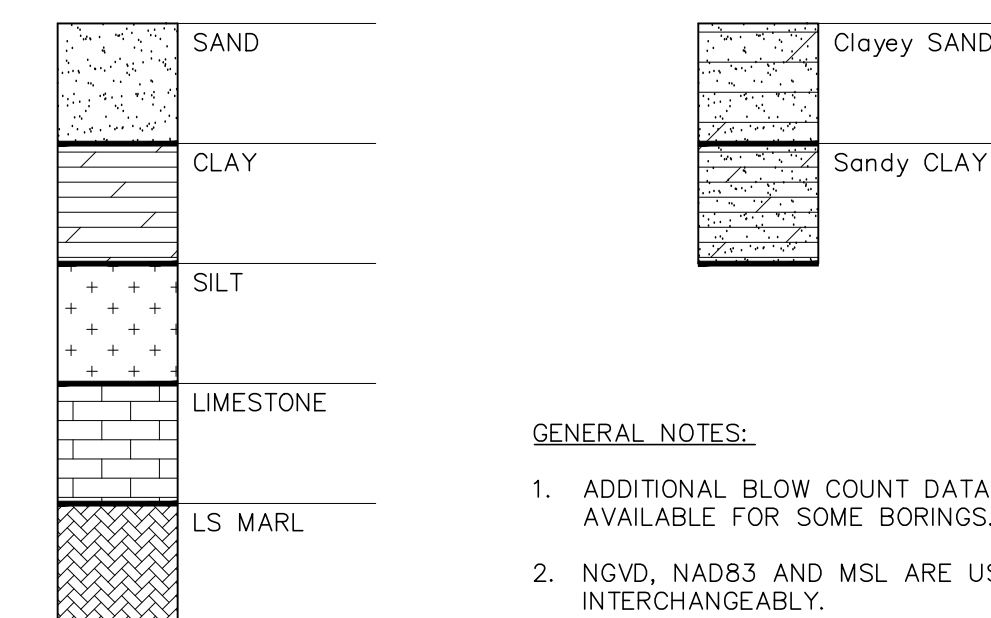 SAND
CLAY
SILT
LIMESTONE
LS MARL
Clayey SAND
Sandy CLAY
GENERAL NOTES:
1. ADDITIONAL BLOW COUNT DATA
AVAILABLE FOR SOME BORINGS.
2. NGVD, NAD83 AND MSL ARE
INTERCHANGEABLY.